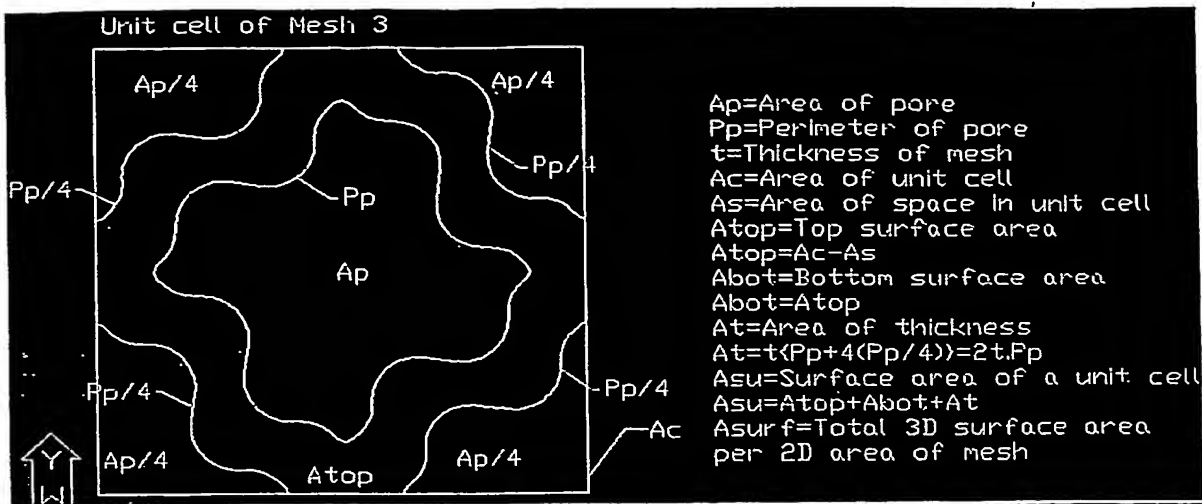 Unit cell of Mesh 3
Ap/4
Ap/4
Pp/4
Pp/4
Pp
Ap
Pp/4
Pp/4
Ac
Ap/4
Atop
Ap/4
Y
W
Ap=Area of pore
Pp=Perimeter of pore
t=Thickness of mesh
Ac=Area of unit cell
As=Area of space in unit cell
Atop=Top surface area
Atop=Ac-As
Abot=Bottom surface area
Abot=Atop
At=Area of thickness
At=t{Pp+4(Pp/4)}=2t.Pp
Asu=Surface area of a unit cell
Asu=Atop+Abot+At
Asurf=Total 3D surface area
per 2D area of mesh